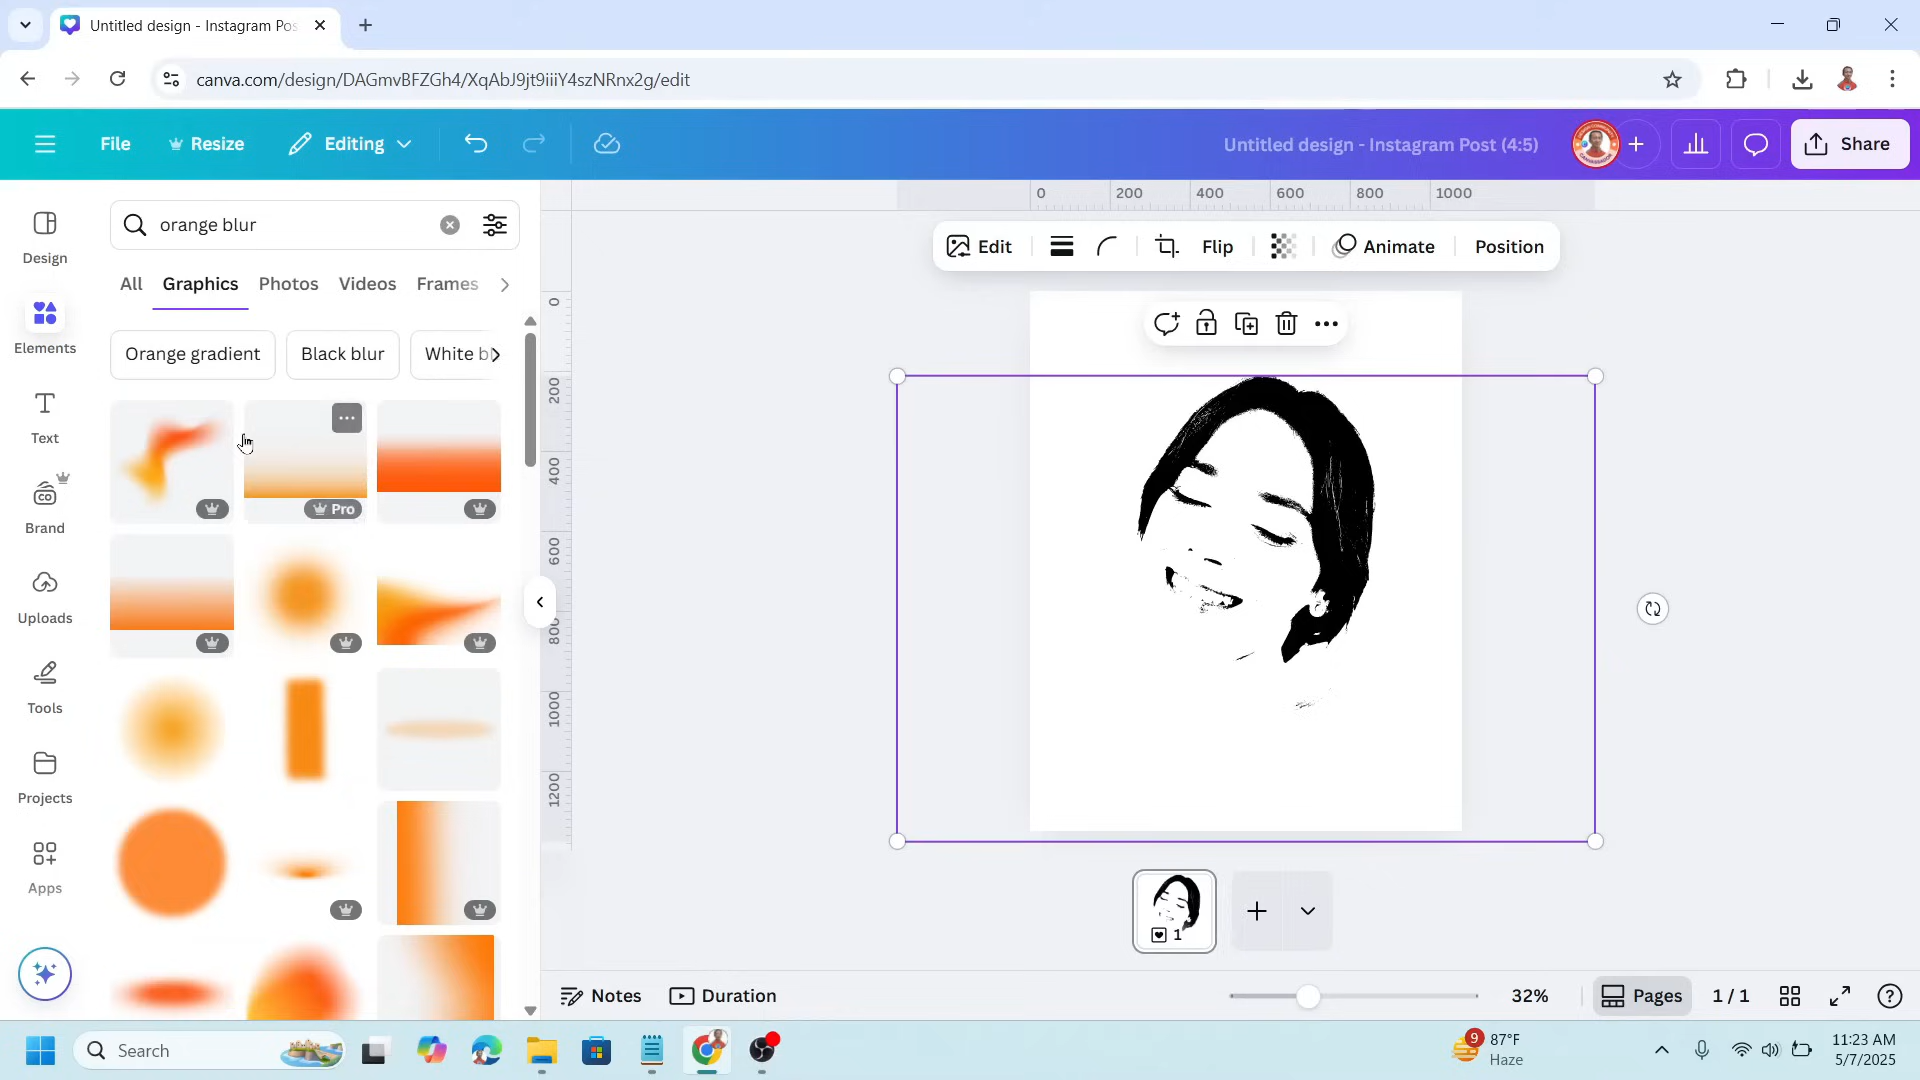 Untitled design - Instagram Pos
canva.com/design/DAGmvBFZGh4/XqAbJ9jt9iiiY4szNRnx2g/edit
File
Resize
Editing
Untitled design - Instagram Post (4:5)
Share
Design
Elements
Text
Brand
Uploads
Tools
Projects
Apps
orange blur
All
Graphics
Photos
Videos
Frames
Orange gradient
Black blur
White bl
Pro
0
200
400
600
800
1000
0
200
400
600
800
1000
1200
Edit
Flip
Animate
Position
1
Notes
Duration
32%
Pages
1 / 1
Search
9
87°F
Haze
11:23 AM
5/7/2025